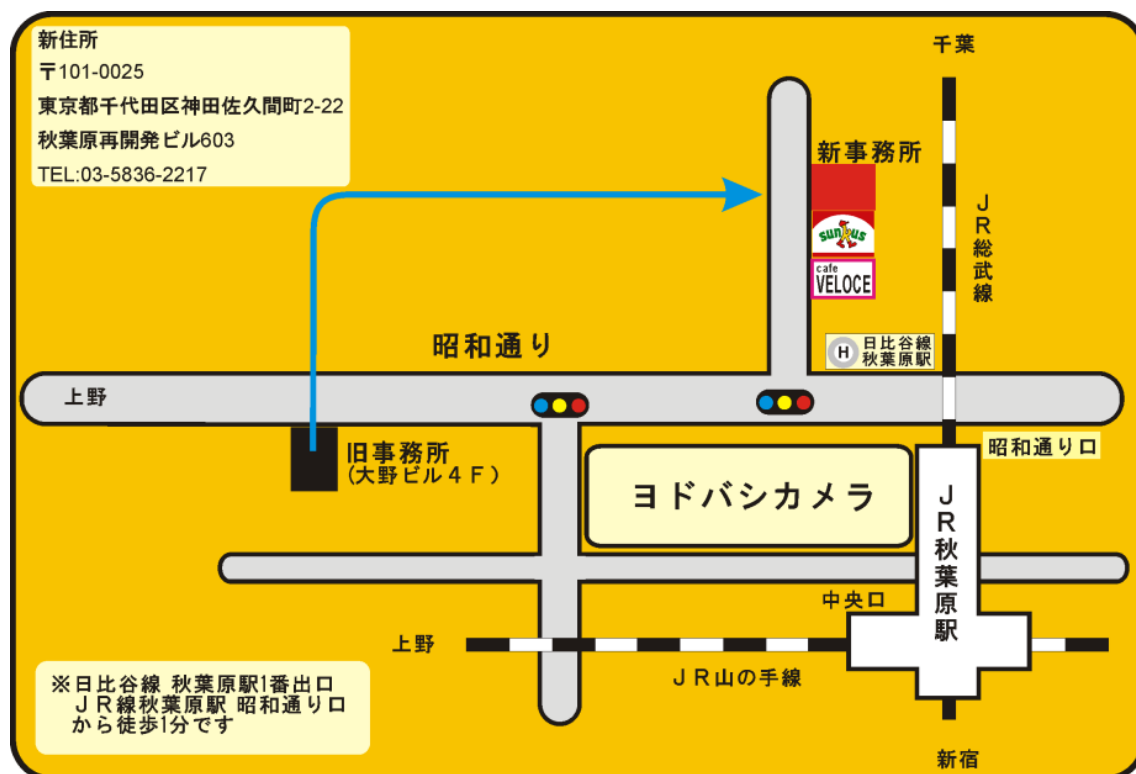 新住所
〒101-0025
東京都千代田区神田佐久間町2-22
秋葉原再開発ビル603
TEL:03-5836-2217
千葉
新事務所
sunkus
cafe
VELOCE
JR総武線
昭和通り
H
日比谷線
秋葉原駅
上野
旧事務所
(大野ビル4F)
昭和通り口
ヨドバシカメラ
JR秋葉原駅
中央口
上野
JR山の手線
※日比谷線 秋葉原駅1番出口
JR線秋葉原駅 昭和通り口
から徒歩1分です
新宿